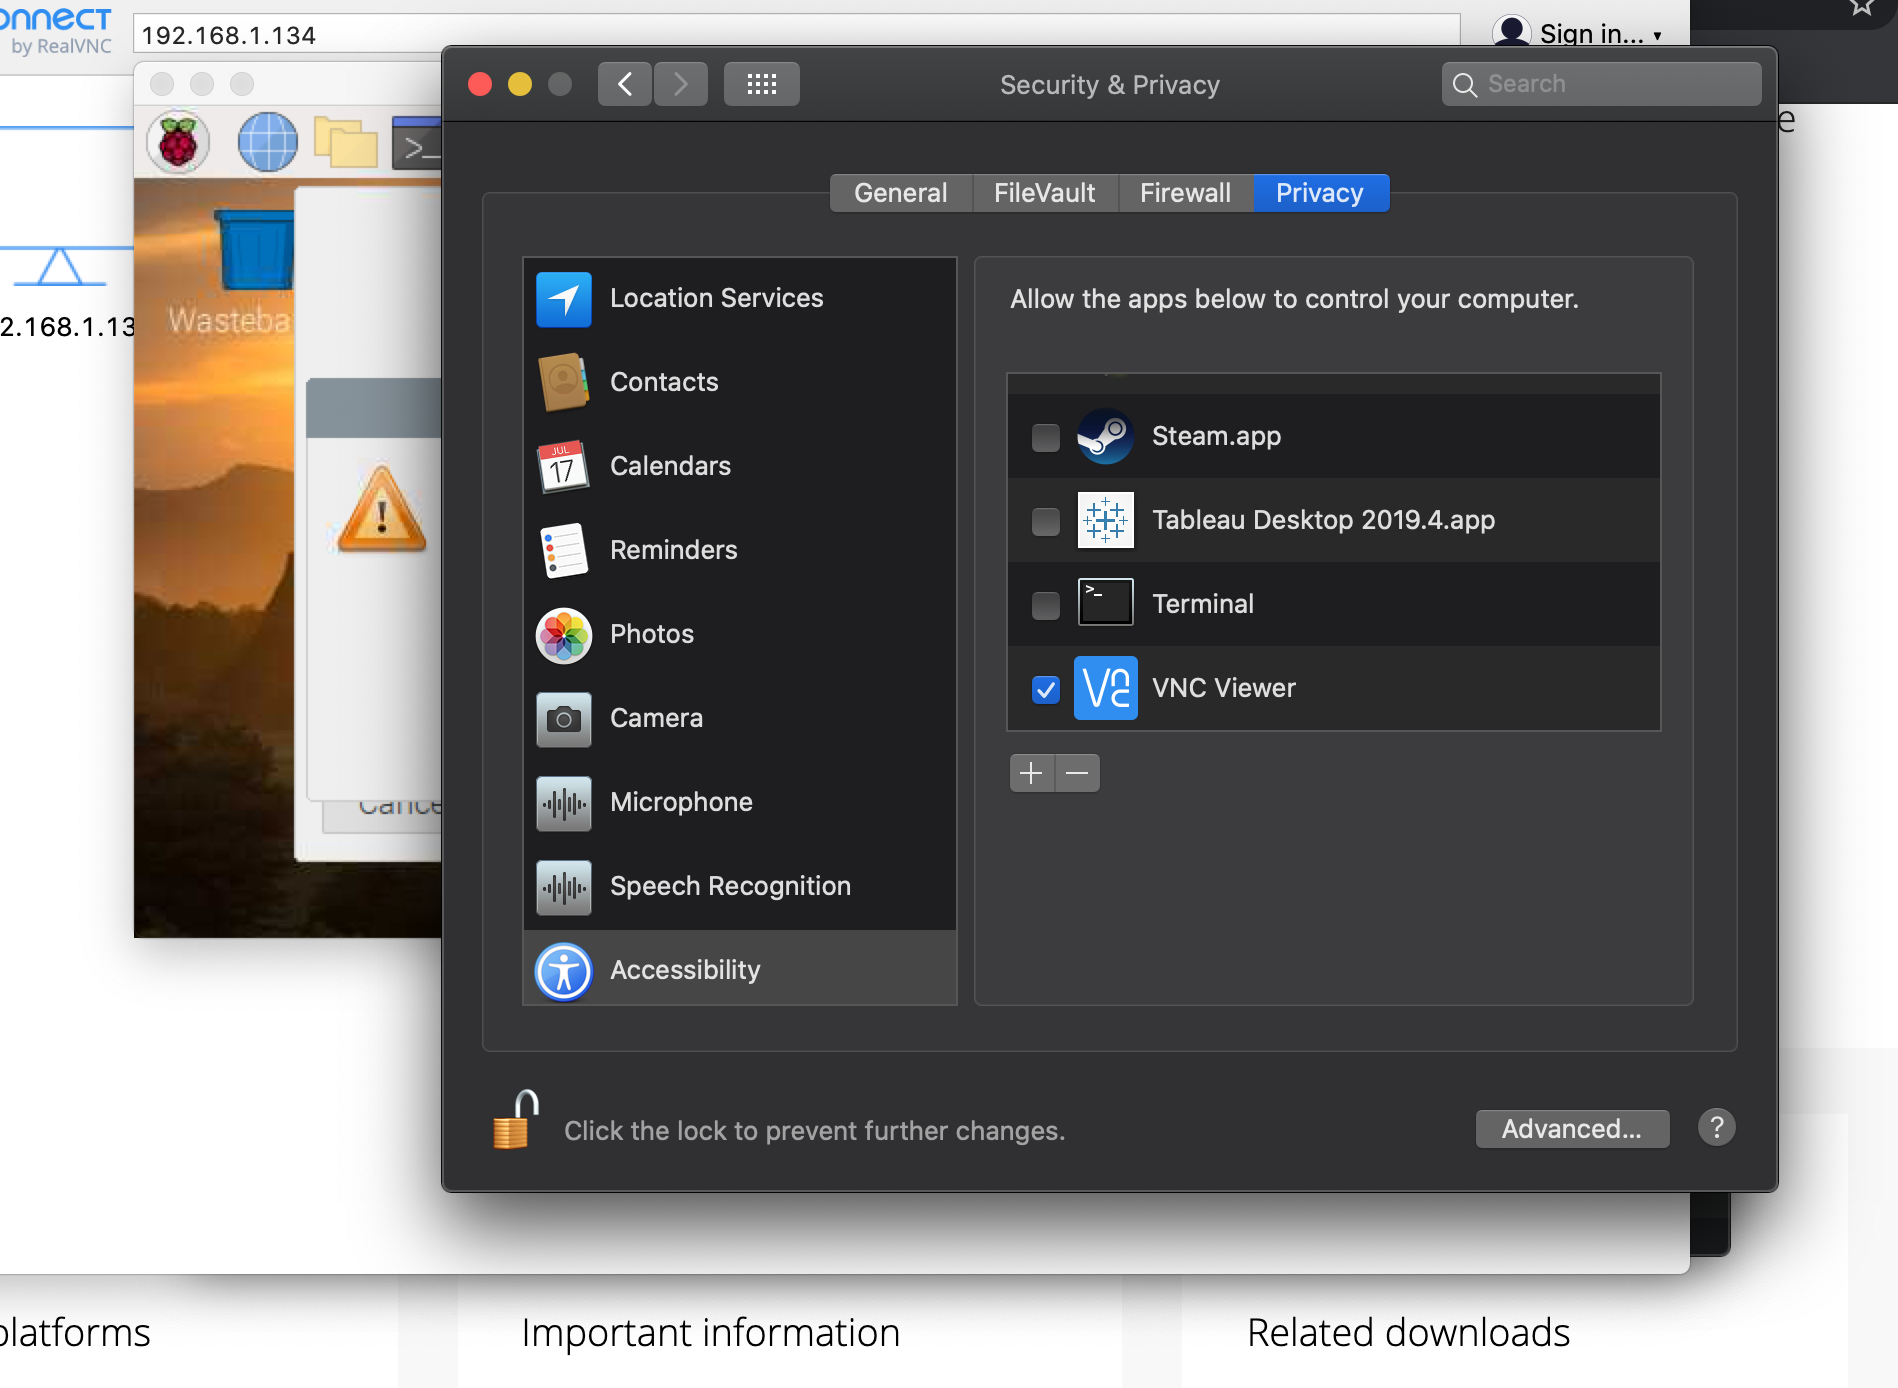 onnect
by RealVNC
192.168.1.134
Sign in...
Security & Privacy
Search
e
General
FileVault
Firewall
Privacy
Wasteba
2.168.1.13
Cance
>_
Location Services
Contacts
JUL
17
Calendars
Reminders
Photos
Camera
Microphone
Speech Recognition
Accessibility
Allow the apps below to control your computer.
Steam.app
Tableau Desktop 2019.4.app
>_
Terminal
VNC Viewer
Click the lock to prevent further changes.
Advanced...
?
platforms
Important information
Related downloads